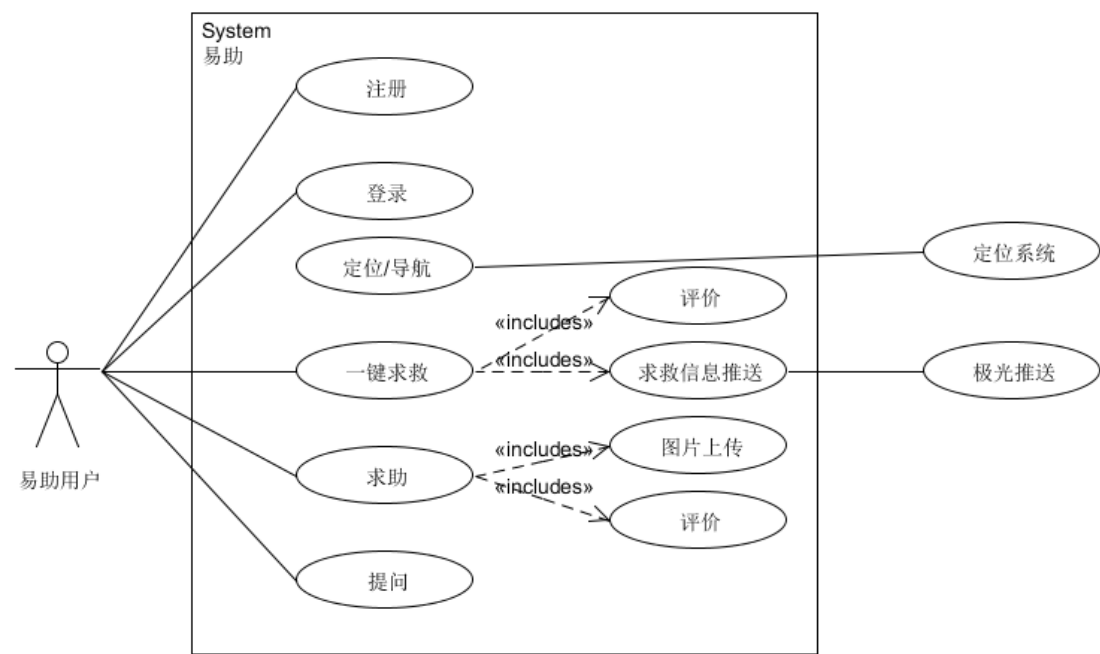 System
易助
注册
登录
定位/导航
定位系统
评价
«includes»
一键求救
«includes»
求救信息推送
极光推送
«includes»
图片上传
求助
易助用户
«includes»
评价
提问